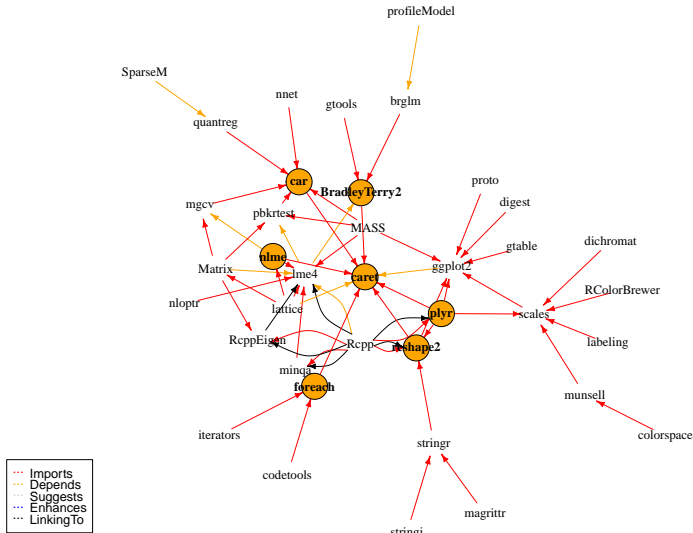 profileModel
SparseM
nnet
gtools
brglm
quantreg
car
BradleyTerry2
proto
mgcv
pbkrtest
digest
MASS
gtable
dichromat
nlme
Matrix
lme4
caret
ggplot2
RColorBrewer
nloptr
lattice
plyr
scales
RcppEigen
Rcpp
reshape2
labeling
minqa
foreach
munsell
iterators
stringr
colorspace
codetools
magrittr
stringi
Imports
Depends
Suggests
Enhances
LinkingTo